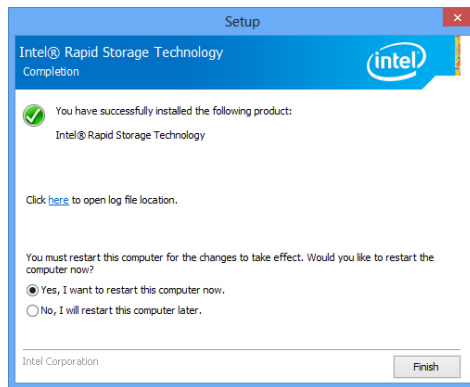 Setup
Intel® Rapid Storage Technology
Completion
intel
You have successfully installed the following product:
Intel® Rapid Storage Technology
Click here to open log file location.
You must restart this computer for the changes to take effect. Would you like to restart the
computer now?
Yes, I want to restart this computer now.
No, I will restart this computer later.
Intel Corporation
Finish